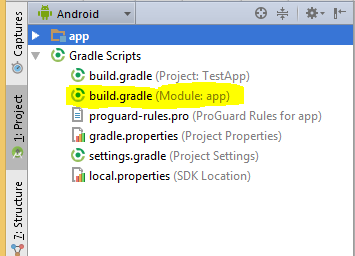 Android
app
Gradle Scripts
build.gradle (Project: TestApp)
build.gradle (Module: app)
proguard-rules.pro (ProGuard Rules for app)
gradle.properties (Project Properties)
settings.gradle (Project Settings)
local.properties (SDK Location)
Captures
1: Project
7: Structure